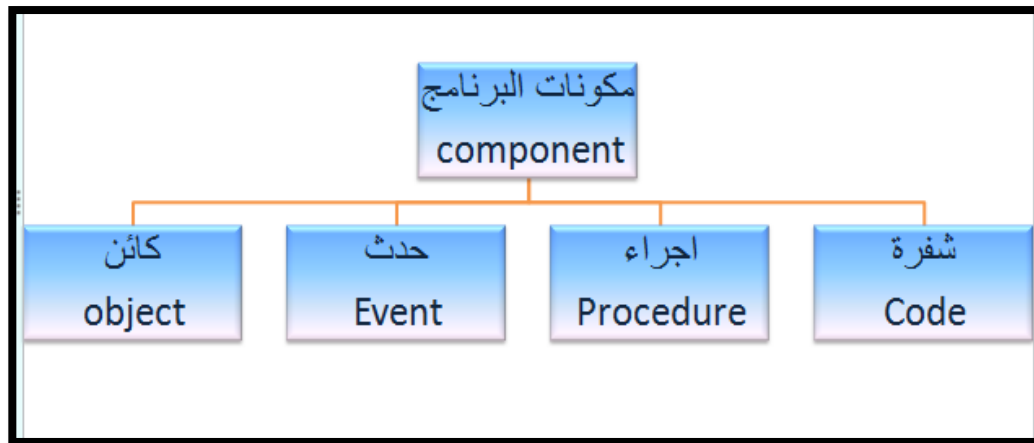 مكونات البرنامج
component
كائن
object
حدث
Event
اجراء
Procedure
شفرة
Code